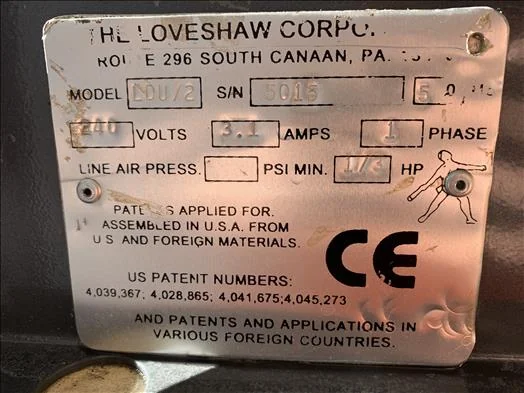 THE LOVESHAW CORPO
ROUTE 296 SOUTH CANAAN, PA.
MODEL LDU/2 S/N 5015 50 HZ
240 VOLTS 3.1 AMPS 1 PHASE
LINE AIR PRESS. PSI MIN. 1/3 HP
PATENTS APPLIED FOR.
ASSEMBLED IN U.S.A. FROM
U.S. AND FOREIGN MATERIALS.
CE
US PATENT NUMBERS:
4,039,367; 4,028,865; 4,041,675;4,045,273
AND PATENTS AND APPLICATIONS IN
VARIOUS FOREIGN COUNTRIES.